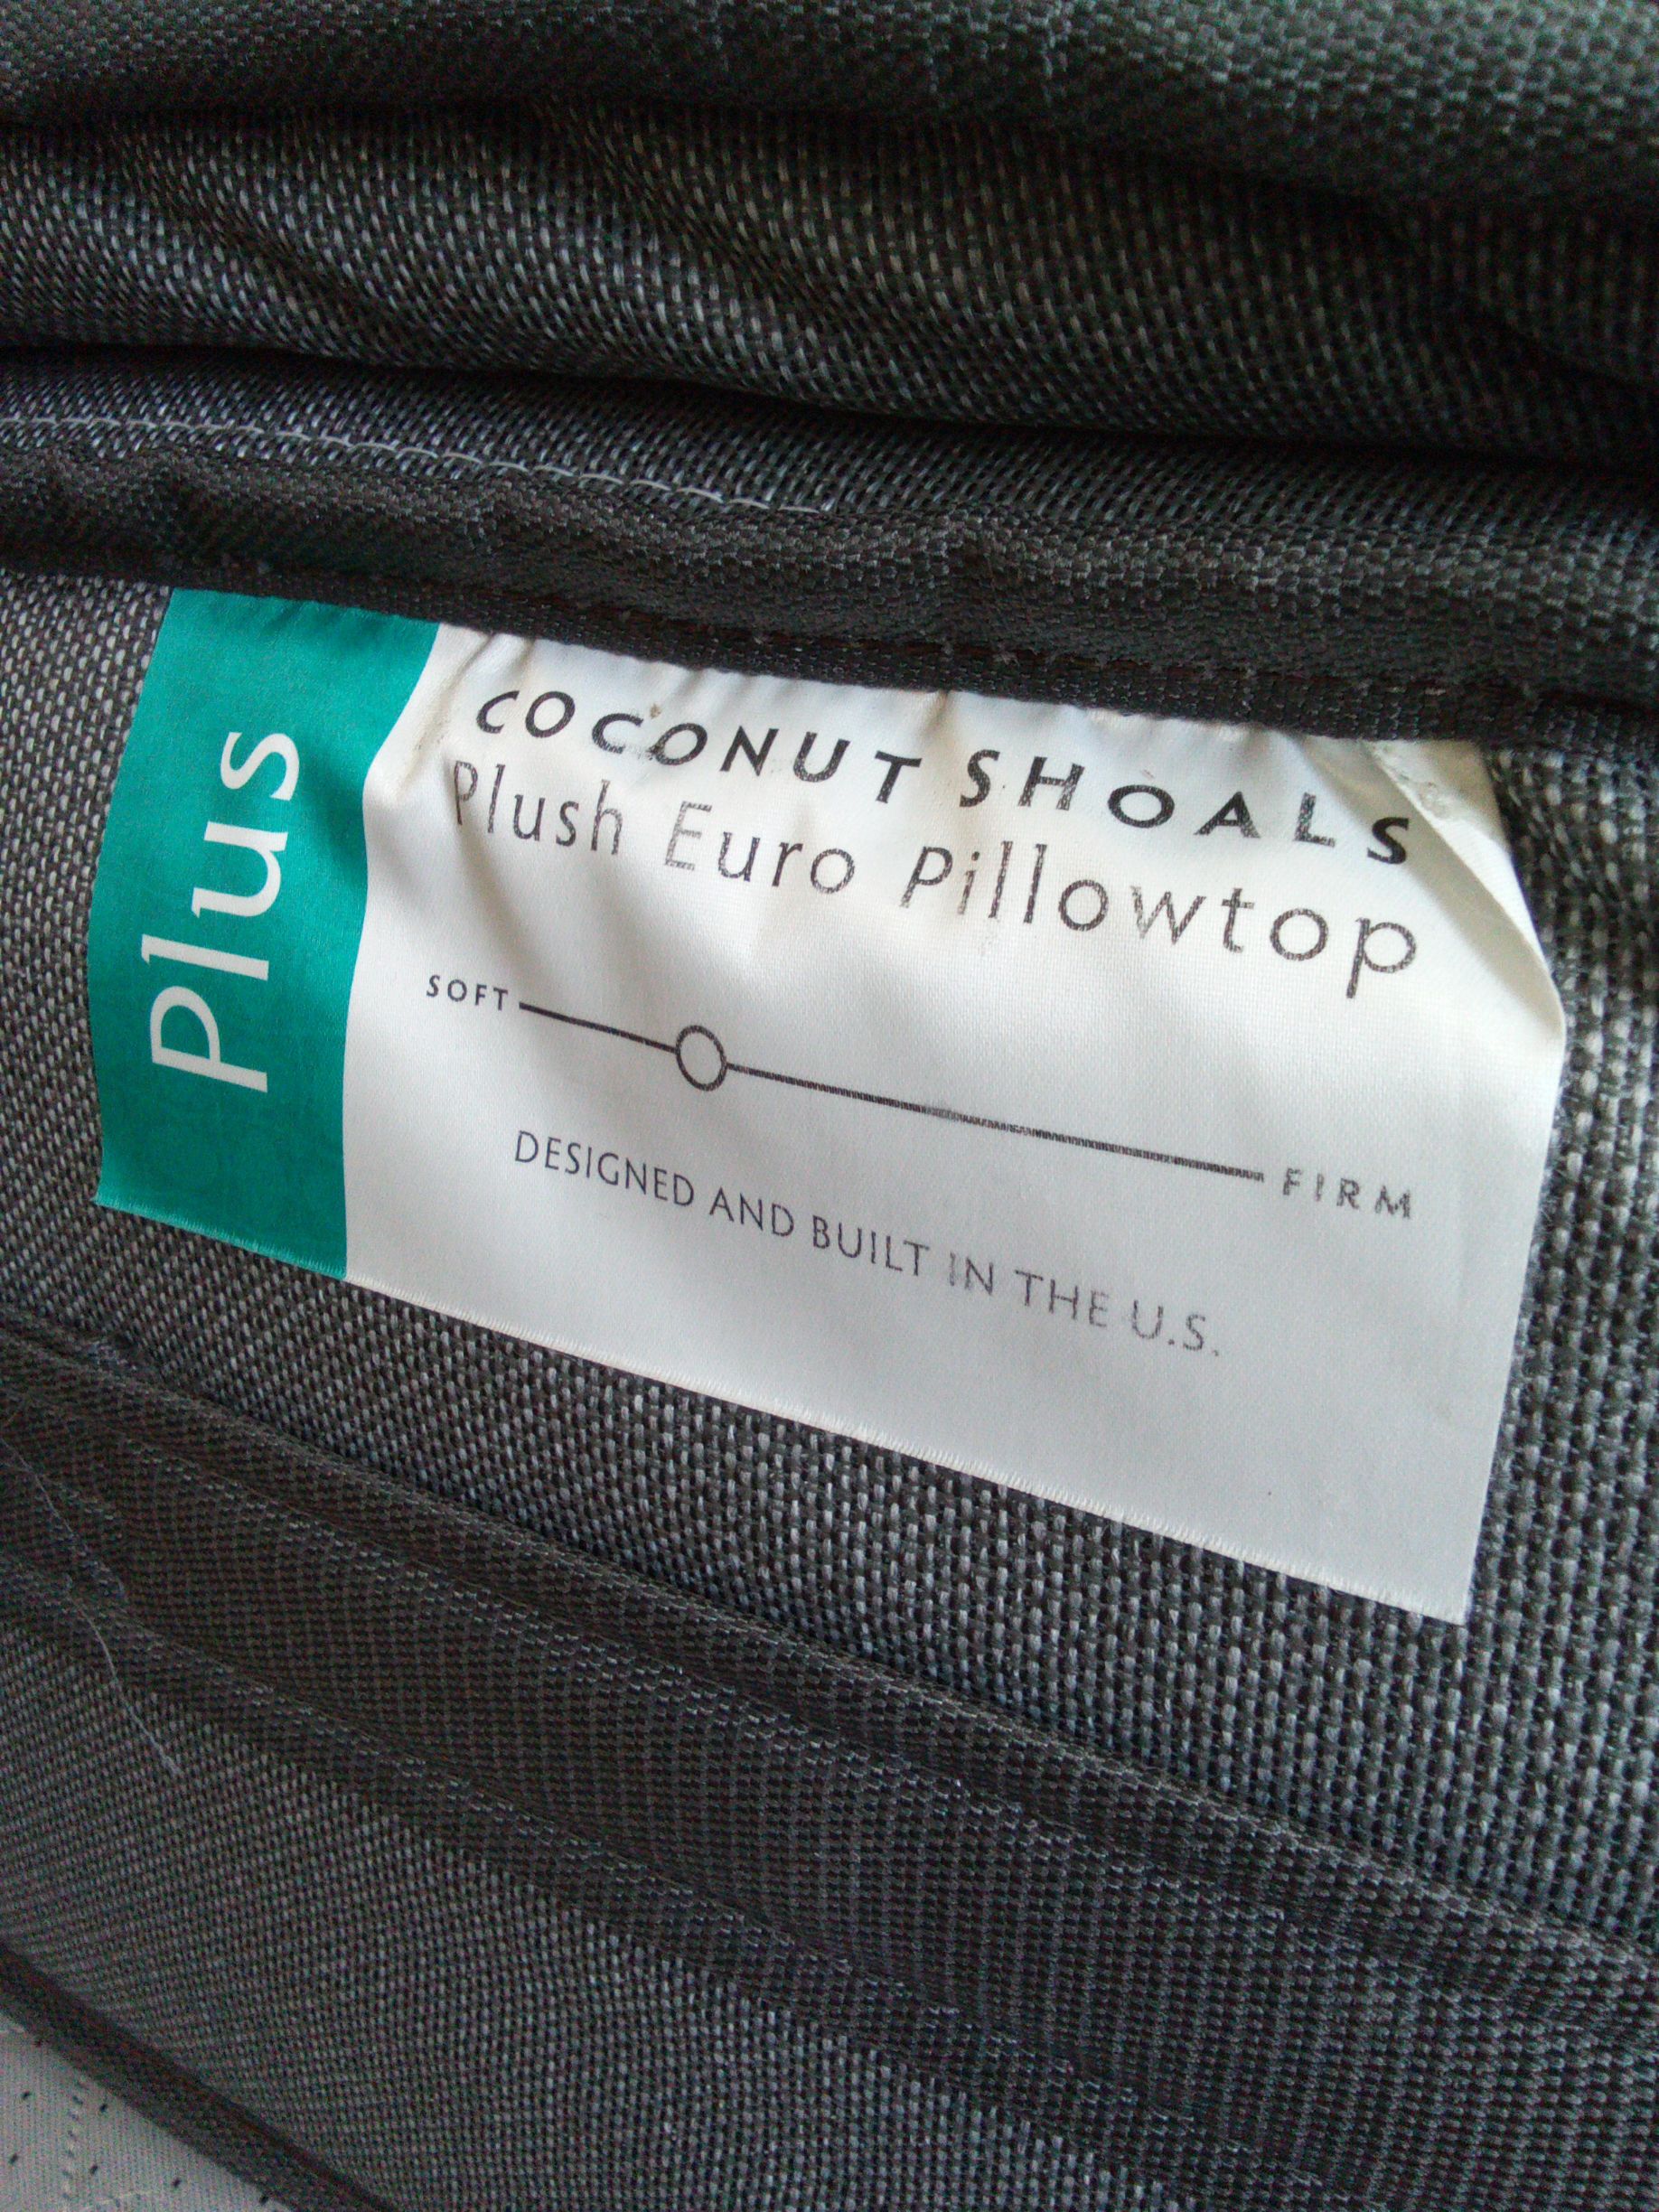 Plus
COCONUT SHOALS
Plush Euro Pillowtop
SOFT FIRM
DESIGNED AND BUILT IN THE U.S.